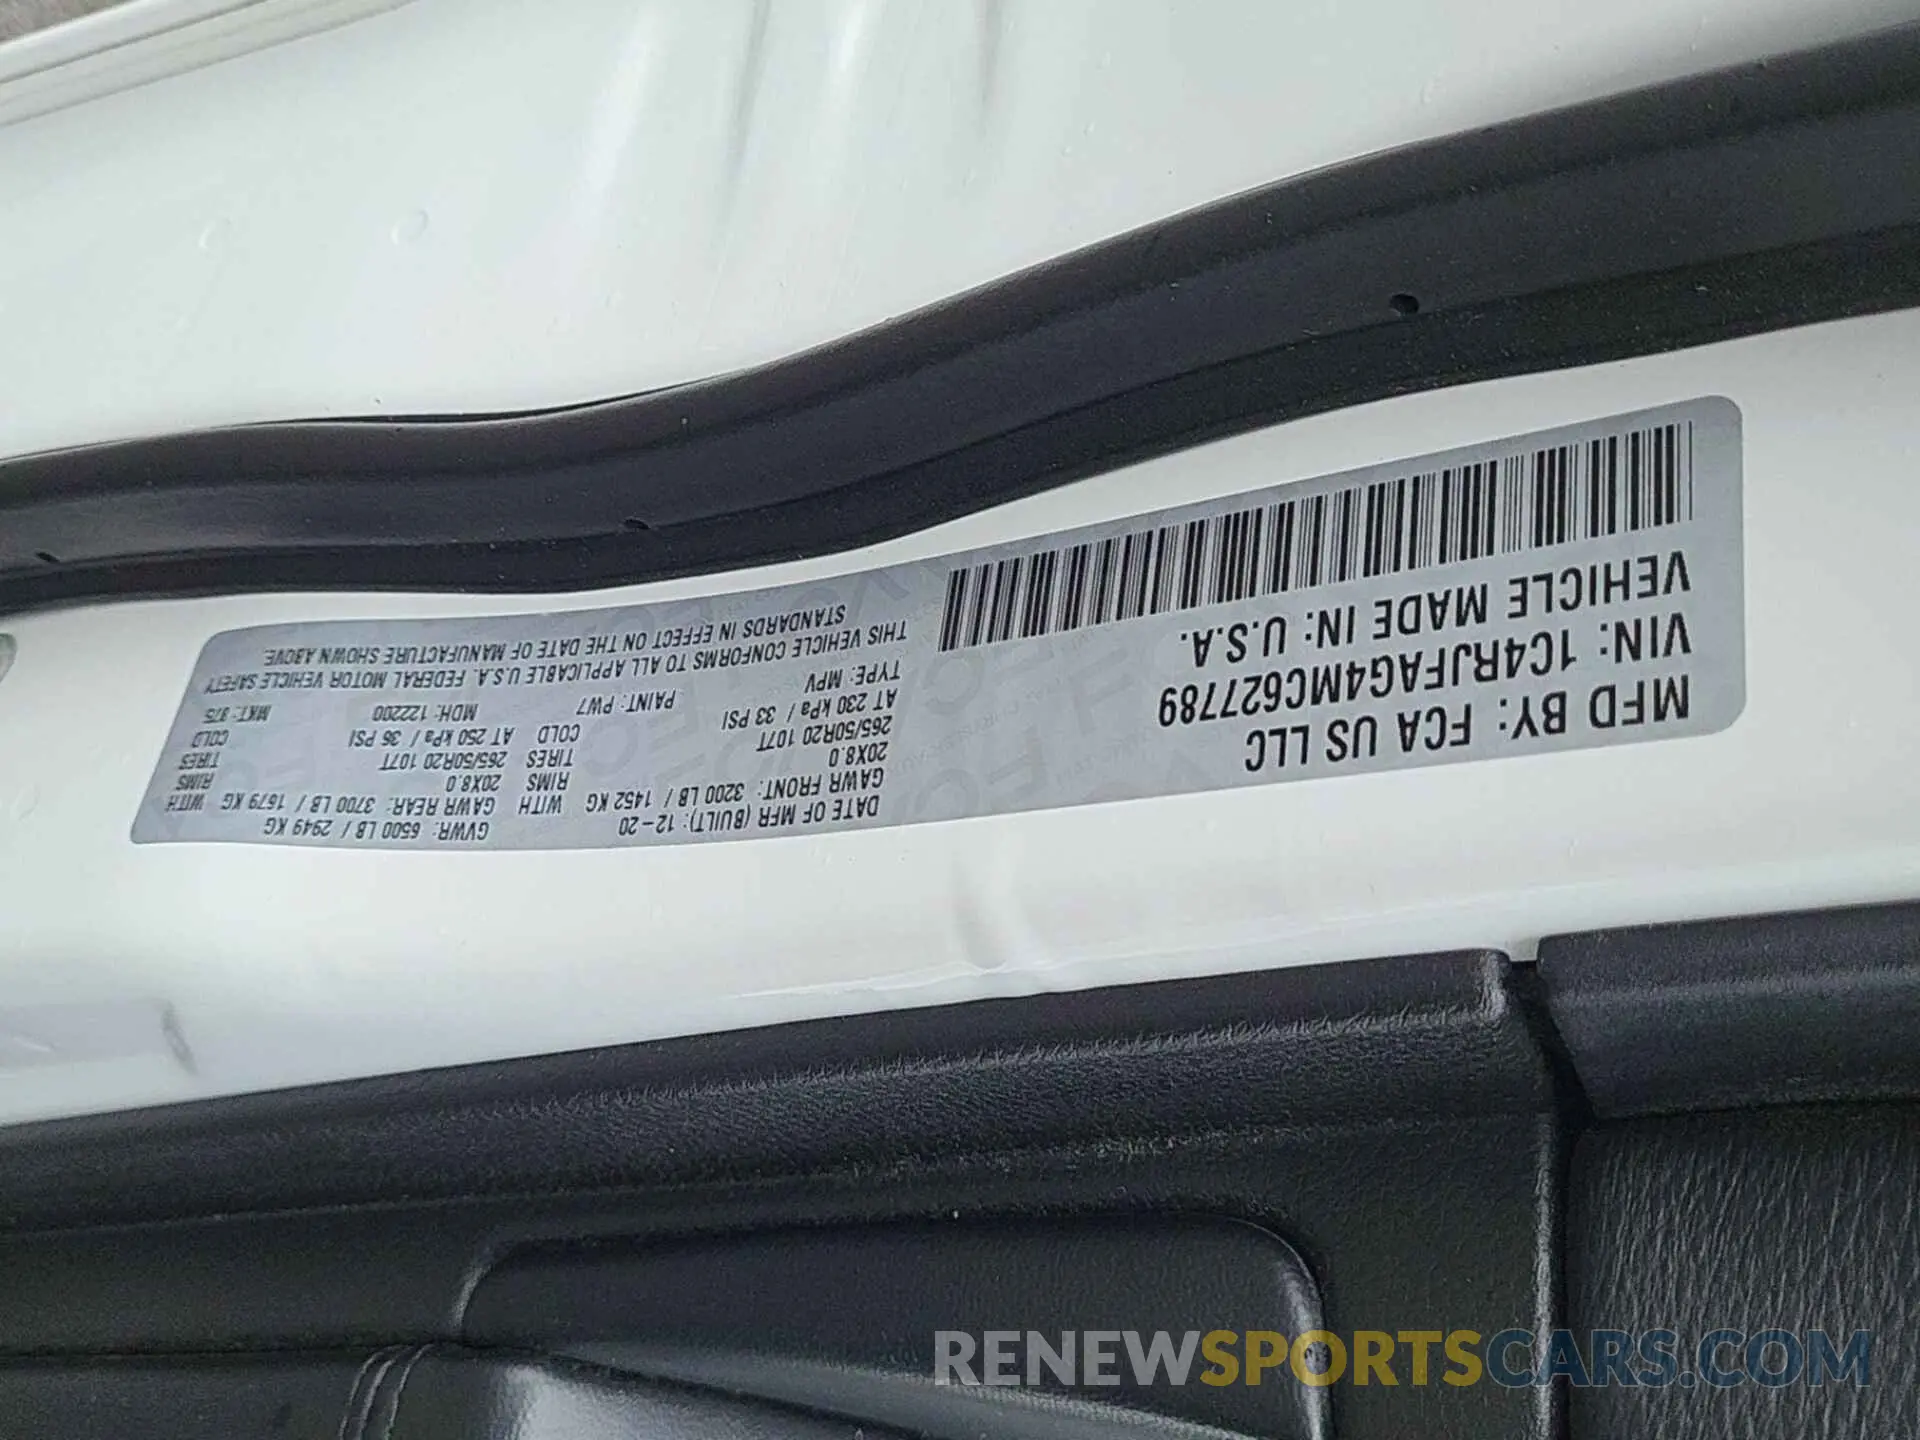 MFD BY: FCA US LLC
VIN: 1C4RJFAG4MC627789
VEHICLE MADE IN: U.S.A.
DATE OF MFR (BUILT): 12-20 GVWR: 6500 LB / 2949 KG
GAWR FRONT: 3200 LB / 1452 KG WITH GAWR REAR: 3700 LB / 1679 KG WITH
20X8.0 RIMS 20X8.0 RIMS
265/50R20 107T TIRES 265/50R20 107T TIRES
AT 230 kPa / 33 PSI COLD AT 250 kPa / 36 PSI COLD
TYPE: MPV PAINT: PW7 MDH: 122200 MKT: 875
THIS VEHICLE CONFORMS TO ALL APPLICABLE U.S.A. FEDERAL MOTOR VEHICLE SAFETY
STANDARDS IN EFFECT ON THE DATE OF MANUFACTURE SHOWN ABOVE.
RENEWSPORTSCARS.COM